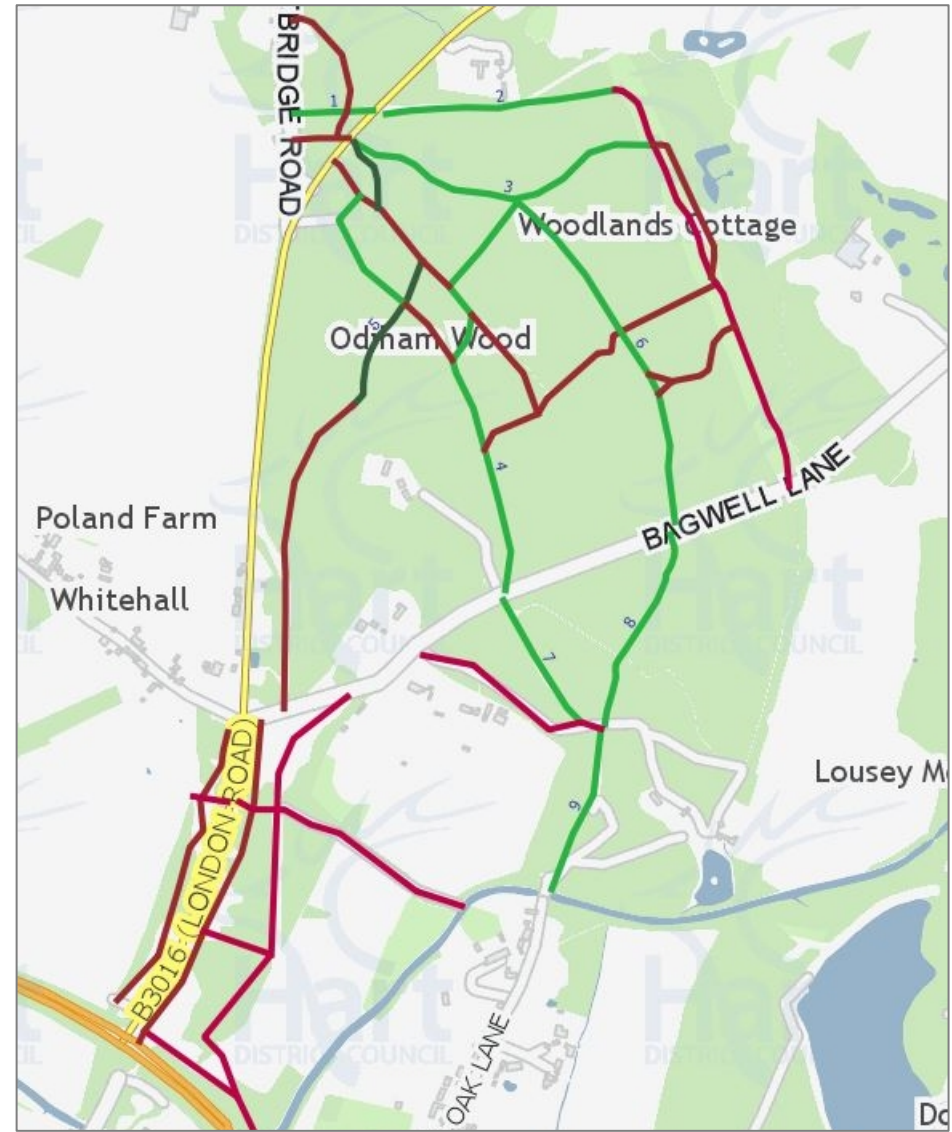 BRIDGE ROAD
1
2
3
Woodlands Cottage
5
Odiham Wood
6
4
BAGWELL LANE
Poland Farm
Whitehall
8
7
B3016 (LONDON ROAD)
Lousey M
9
OAK LANE
Do
Hart
DISTRICT COUNCIL